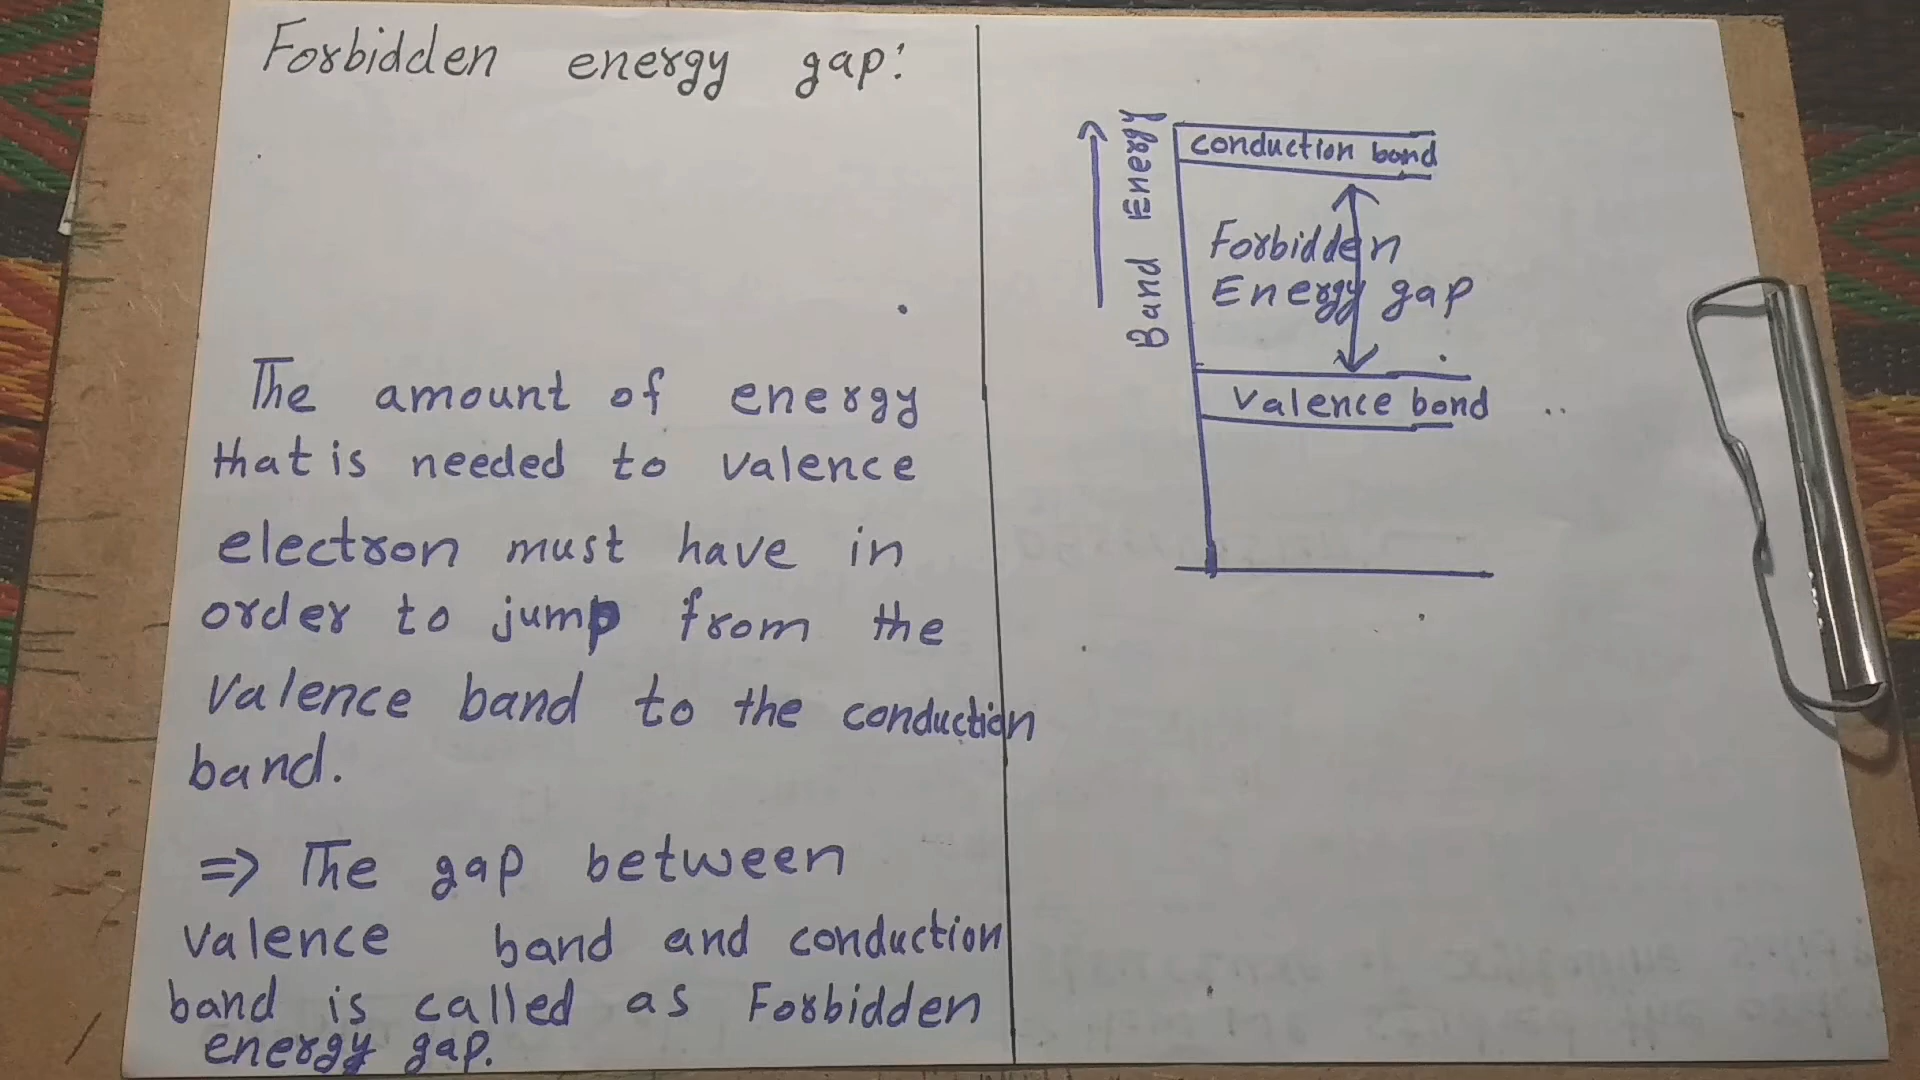 Forbidden energy gap:
The amount of energy
that is needed to valence
electron must have in
order to jump from the
Valence band to the conduction
band.
⇒ The gap between
valence band and conduction
band is called as Forbidden
energy gap.
Band Energy
conduction band
Forbidden
Energy gap
Valence bond